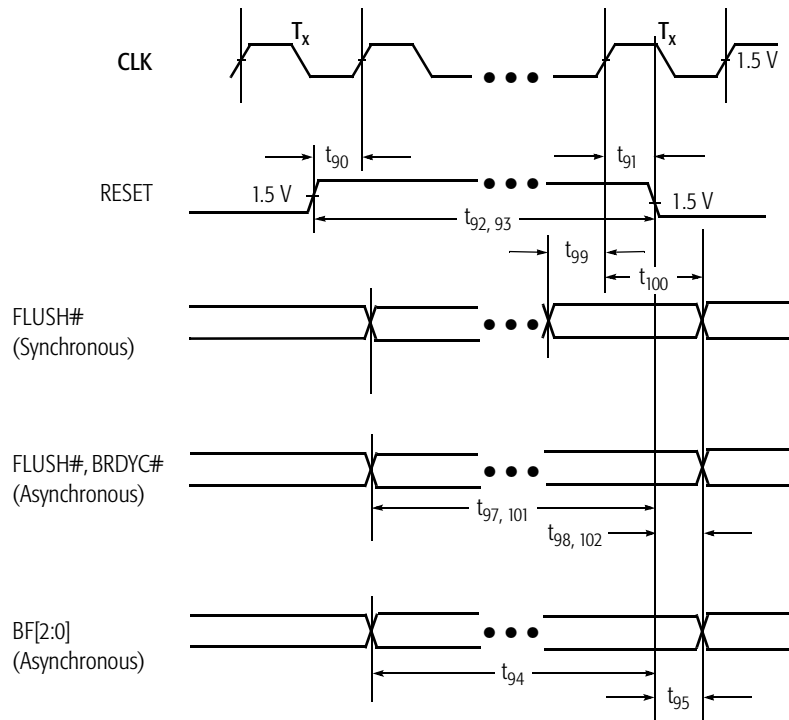 Tx Tx
CLK
1.5 V
t90 t91
RESET
1.5 V 1.5 V
t92, 93
t99
t100
FLUSH#
(Synchronous)
FLUSH#, BRDYC#
(Asynchronous)
t97, 101
t98, 102
BF[2:0]
(Asynchronous)
t94
t95